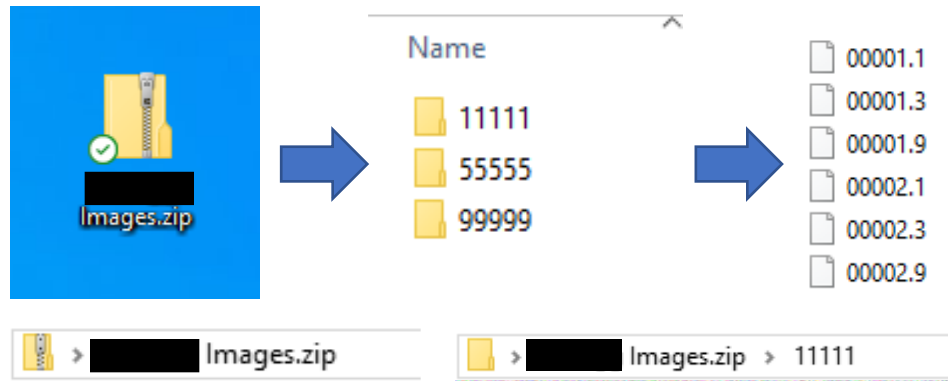 Images.zip
Name
11111
55555
99999
00001.1
00001.3
00001.9
00002.1
00002.3
00002.9
> Images.zip
> Images.zip > 11111